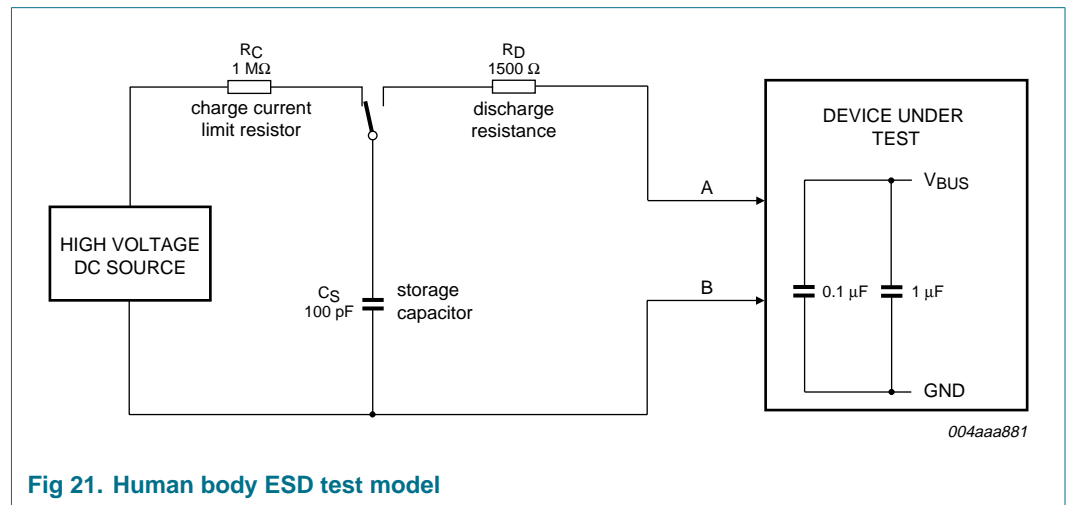 RC
1 MΩ
charge current
limit resistor
RD
1500 Ω
discharge
resistance
DEVICE UNDER
TEST
VBUS
A
HIGH VOLTAGE
DC SOURCE
CS
100 pF
storage
capacitor
B
0.1 μF
1 μF
GND
004aaa881
Fig 21. Human body ESD test model